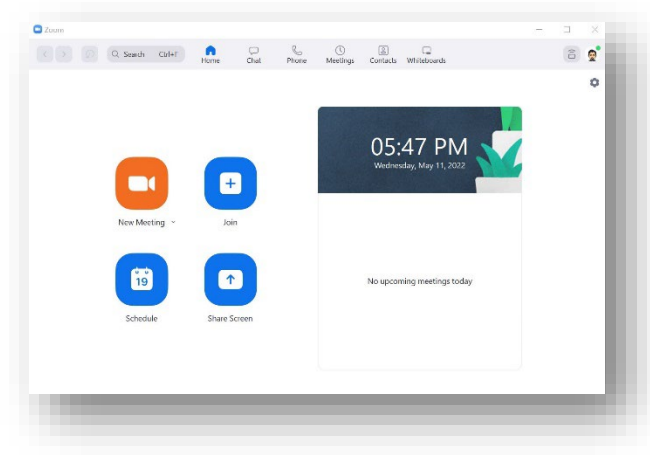 Zoom
Search Ctrl+F
Home Chat Phone Meetings Contacts Whiteboards
05:47 PM
Wednesday, May 11, 2022
New Meeting
Join
19
Schedule
Share Screen
No upcoming meetings today